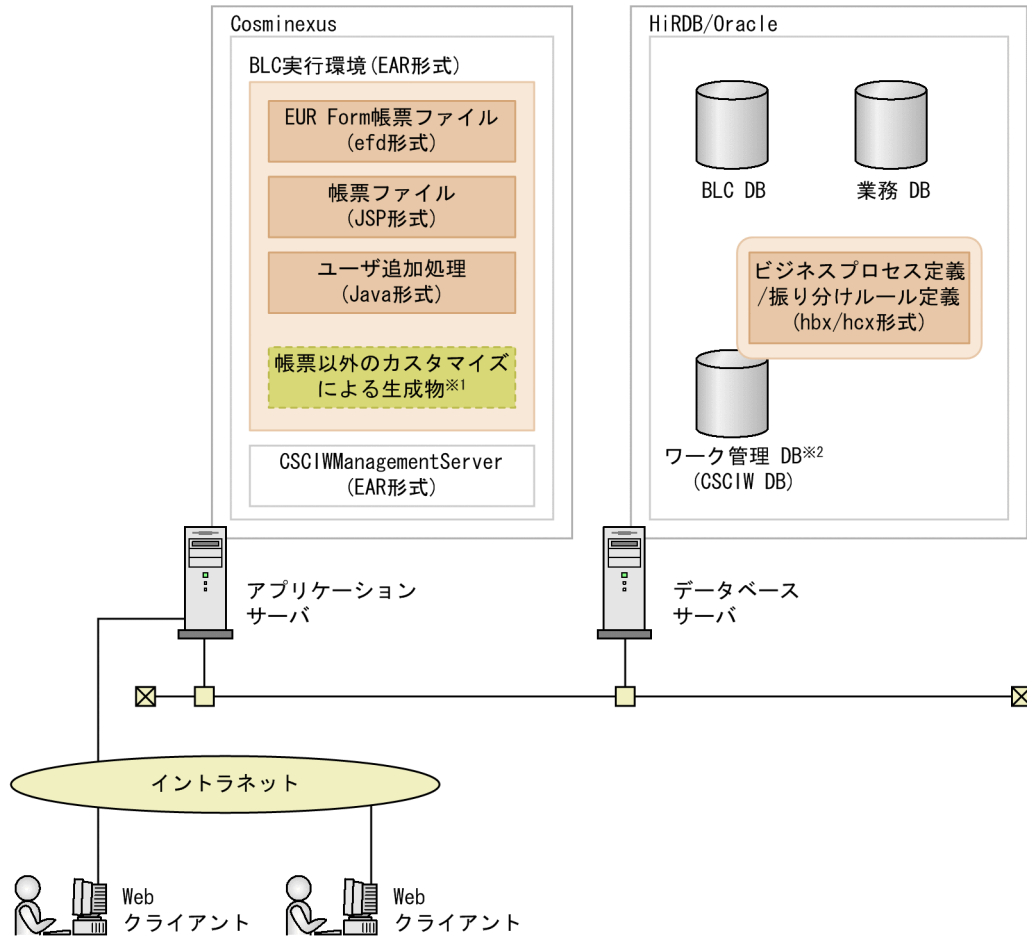 Cosminexus
BLC実行環境(EAR形式)
EUR Form帳票ファイル
(efd形式)
帳票ファイル
(JSP形式)
ユーザ追加処理
(Java形式)
帳票以外のカスタマイズ
による生成物※1
CSCIWManagementServer
(EAR形式)
HiRDB/Oracle
BLC DB
業務 DB
ビジネスプロセス定義
/振り分けルール定義
(hbx/hcx形式)
ワーク管理 DB※2
(CSCIW DB)
アプリケーション
サーバ
データベース
サーバ
イントラネット
Web
クライアント
Web
クライアント